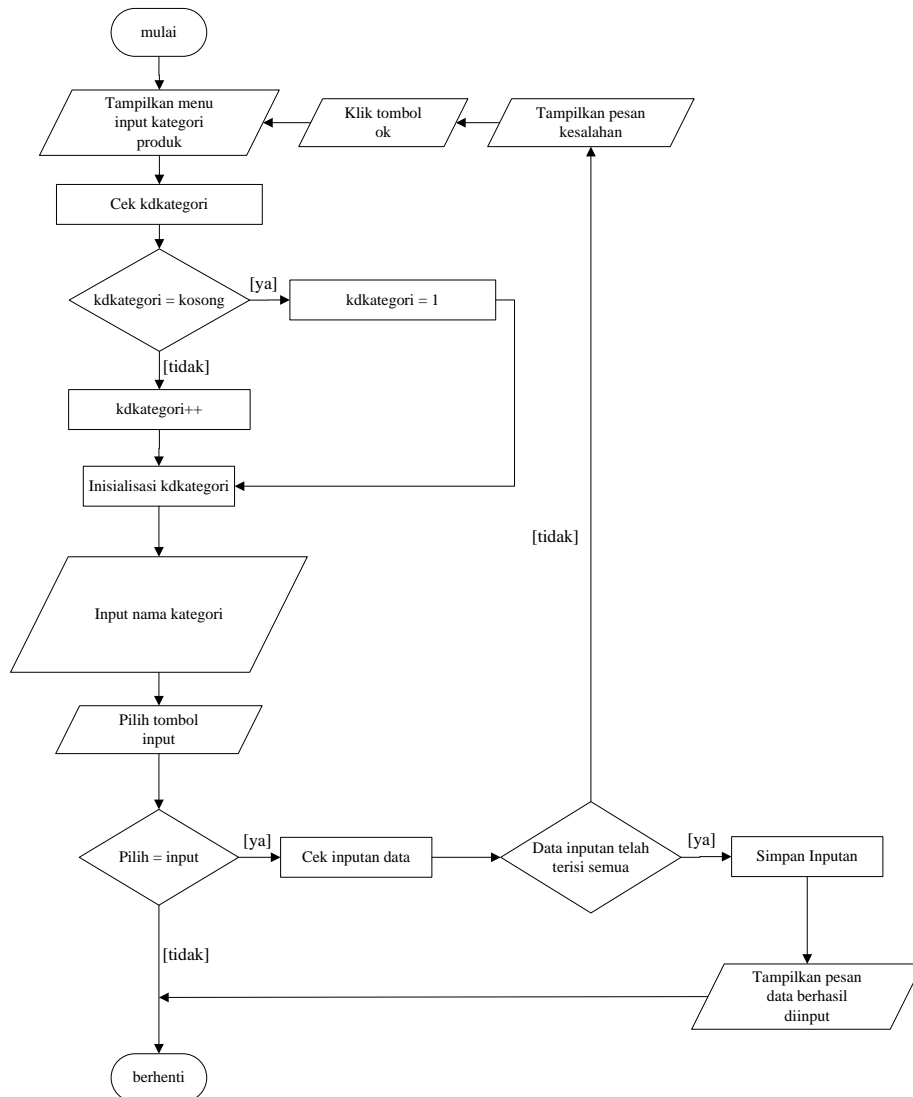 mulai
Tampilkan menu
input kategori
produk
Klik tombol
ok
Tampilkan pesan
kesalahan
Cek kdkategori
kdkategori = kosong
[ya]
kdkategori = 1
[tidak]
kdkategori++
Inisialisasi kdkategori
[tidak]
Input nama kategori
Pilih tombol
input
Pilih = input
[ya]
Cek inputan data
Data inputan telah
terisi semua
[ya]
Simpan Inputan
[tidak]
Tampilkan pesan
data berhasil
diinput
berhenti